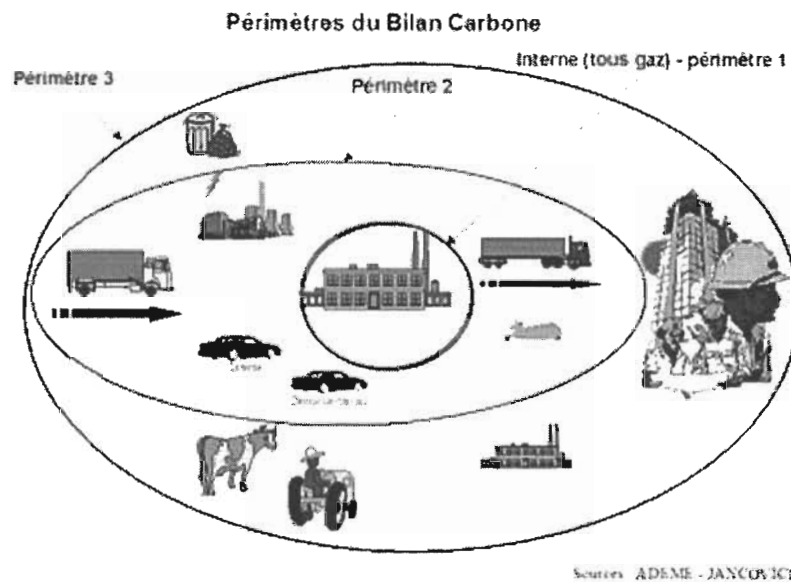 Périmètres du Bilan Carbone
Interne (tous gaz) - périmètre 1
Périmètre 3
Périmètre 2
Sources ADEME - JANCOVICI